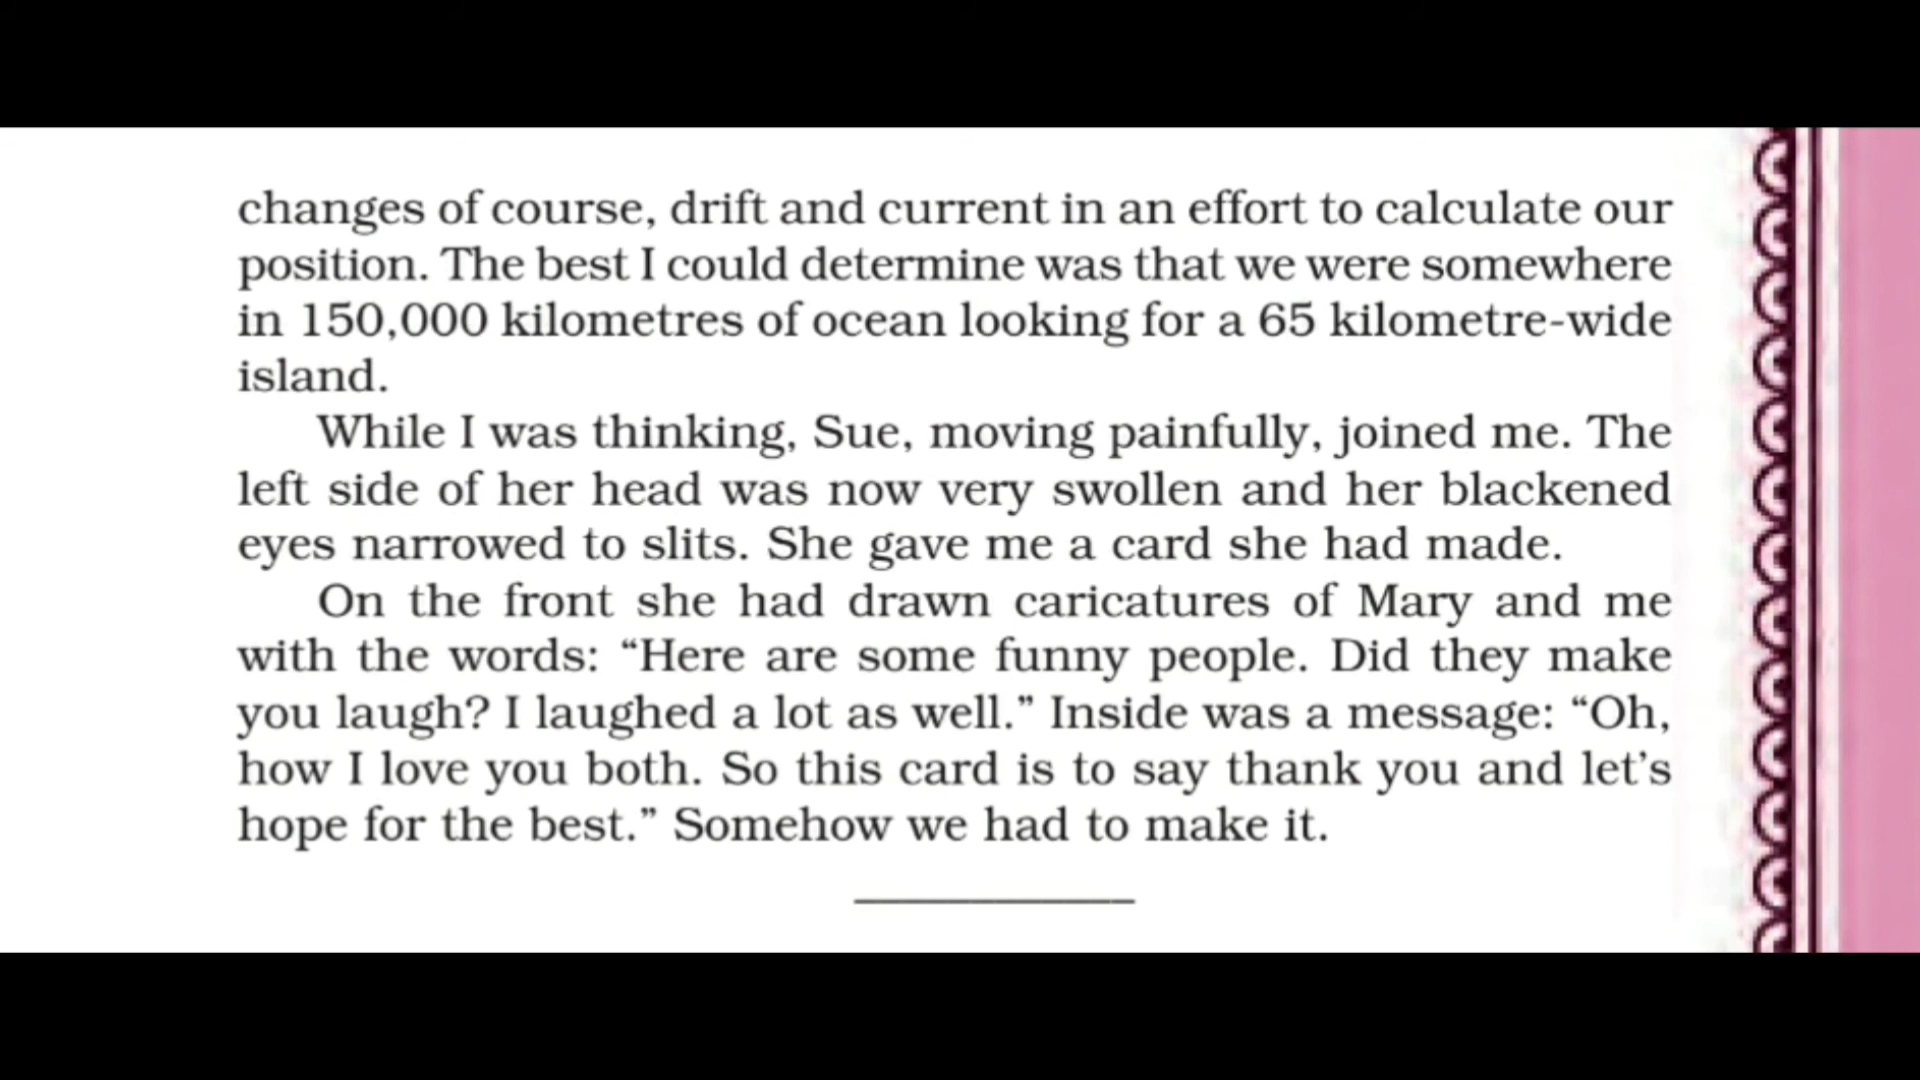 changes of course, drift and current in an effort to calculate our
position. The best I could determine was that we were somewhere
in 150,000 kilometres of ocean looking for a 65 kilometre-wide
island.
While I was thinking, Sue, moving painfully, joined me. The
left side of her head was now very swollen and her blackened
eyes narrowed to slits. She gave me a card she had made.
On the front she had drawn caricatures of Mary and me
with the words: “Here are some funny people. Did they make
you laugh? I laughed a lot as well.” Inside was a message: “Oh,
how I love you both. So this card is to say thank you and let’s
hope for the best.” Somehow we had to make it.